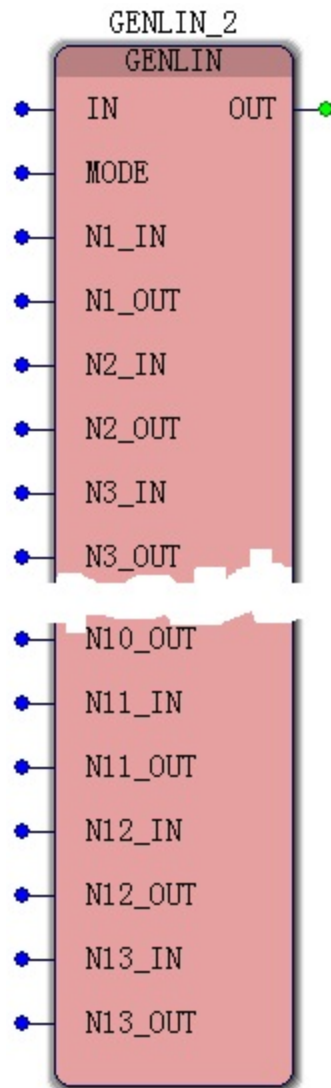 GENLIN_2
GENLIN
IN OUT
MODE
N1_IN
N1_OUT
N2_IN
N2_OUT
N3_IN
N3_OUT
N10_OUT
N11_IN
N11_OUT
N12_IN
N12_OUT
N13_IN
N13_OUT